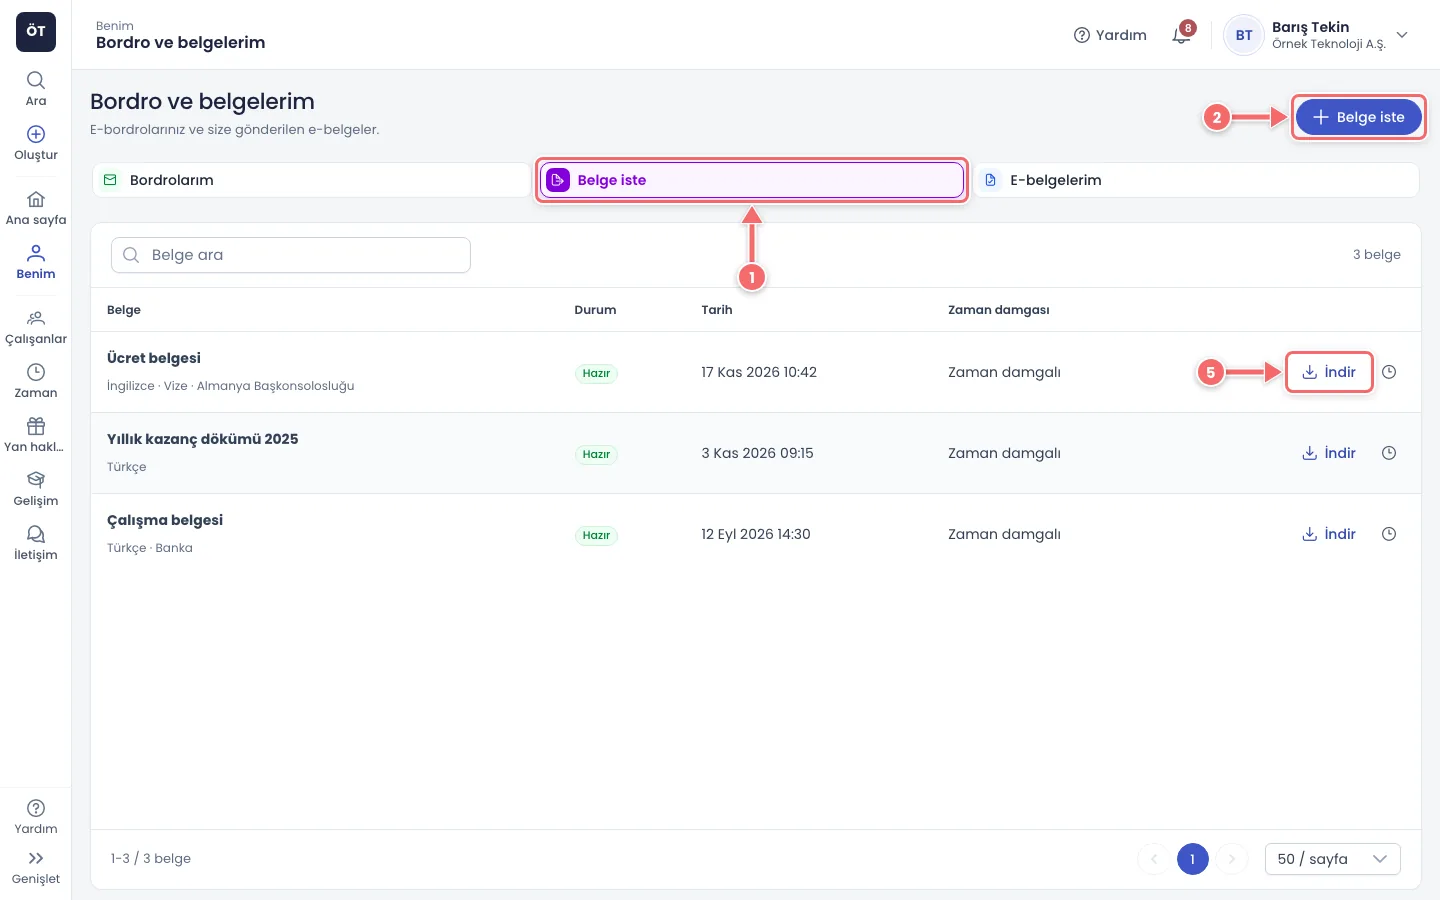 ÖT
Ara
Oluştur
Ana sayfa
Benim
Çalışanlar
Zaman
Yan hakl...
Gelişim
İletişim
Yardım
Genişlet
Benim
Bordro ve belgelerim
Yardım
8
BT
Barış Tekin
Örnek Teknoloji A.Ş.
Bordro ve belgelerim
E-bordrolarınız ve size gönderilen e-belgeler.
2
Belge iste
Bordrolarım
Belge iste
E-belgelerim
1
Belge ara
3 belge
Belge
Durum
Tarih
Zaman damgası
Ücret belgesi
İngilizce · Vize · Almanya Başkonsolosluğu
Hazır
17 Kas 2026 10:42
Zaman damgalı
5
İndir
Yıllık kazanç dökümü 2025
Türkçe
Hazır
3 Kas 2026 09:15
Zaman damgalı
İndir
Çalışma belgesi
Türkçe · Banka
Hazır
12 Eyl 2026 14:30
Zaman damgalı
İndir
1-3 / 3 belge
1
50 / sayfa